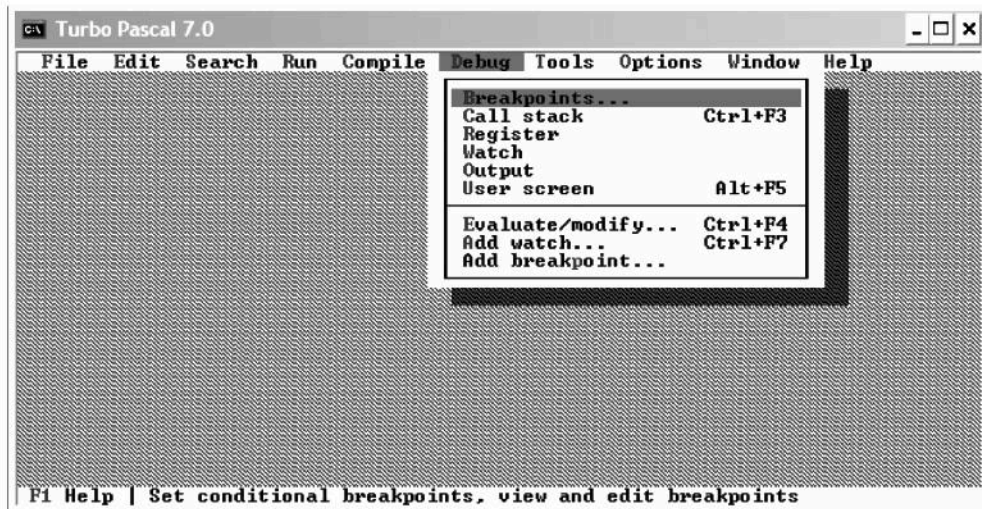 Turbo Pascal 7.0
File Edit Search Run Compile Debug Tools Options Window Help
Breakpoints...
Call stack Ctrl+F3
Register
Watch
Output
User screen Alt+F5
Evaluate/modify... Ctrl+F4
Add watch... Ctrl+F7
Add breakpoint...
F1 Help | Set conditional breakpoints, view and edit breakpoints